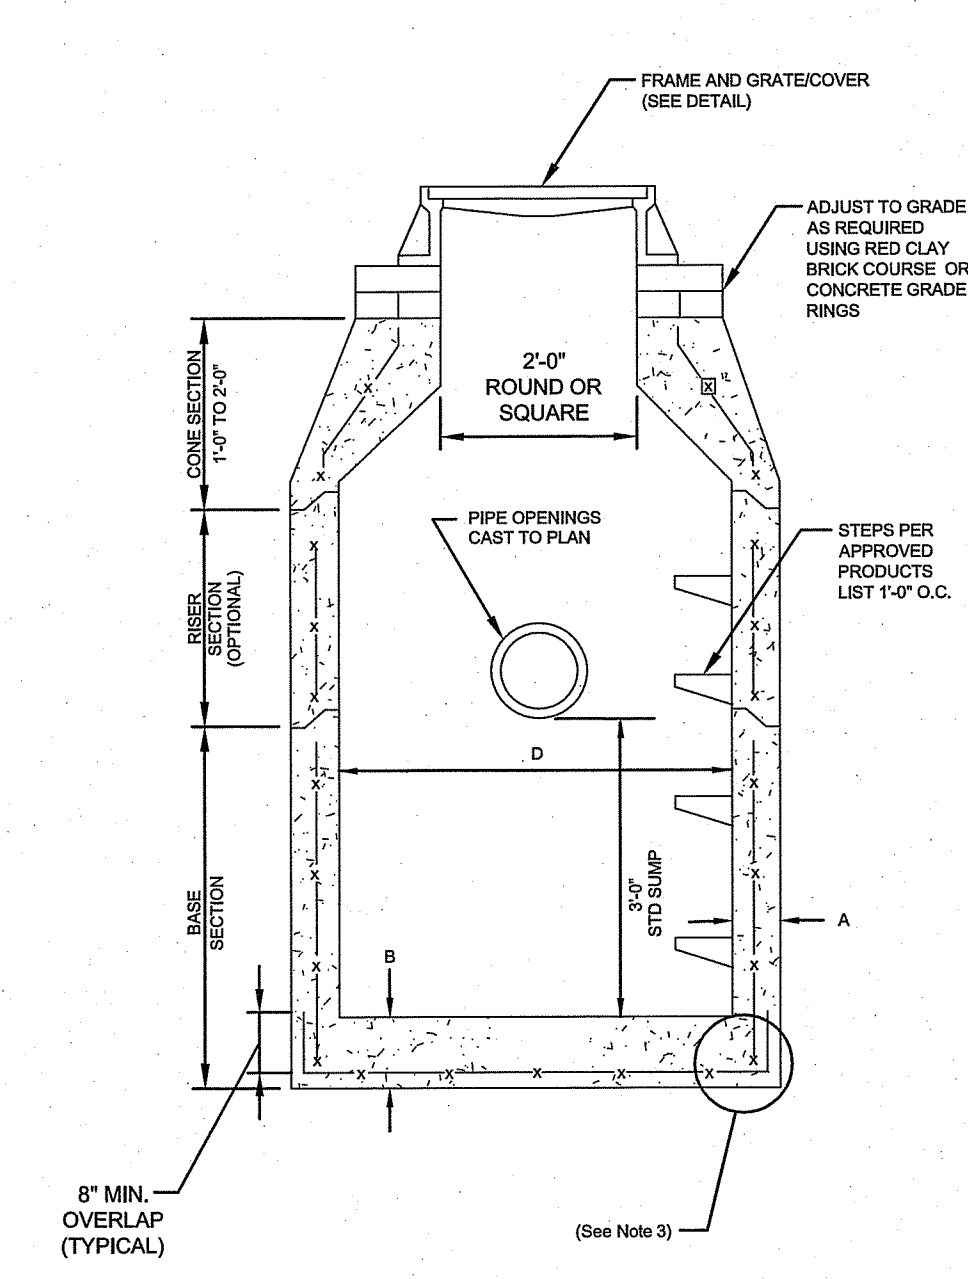 FRAME AND GRATE/COVER
(SEE DETAIL)
ADJUST TO GRADE
AS REQUIRED
USING RED CLAY
BRICK COURSE OR
CONCRETE GRADE
RINGS
2'-0"
ROUND OR
SQUARE
CONE SECTION
1'-0" TO 2'-0"
X
X
12
X
X
PIPE OPENINGS
CAST TO PLAN
STEPS PER
APPROVED
PRODUCTS
LIST 1'-0" O.C.
RISER
SECTION
(OPTIONAL)
X
X
X
X
X
X
D
BASE
SECTION
3'-0"
STD SUMP
A
B
X
X
X
X
X
X
X
X
X
X
X
X
X
8" MIN.
OVERLAP
(TYPICAL)
(See Note 3)